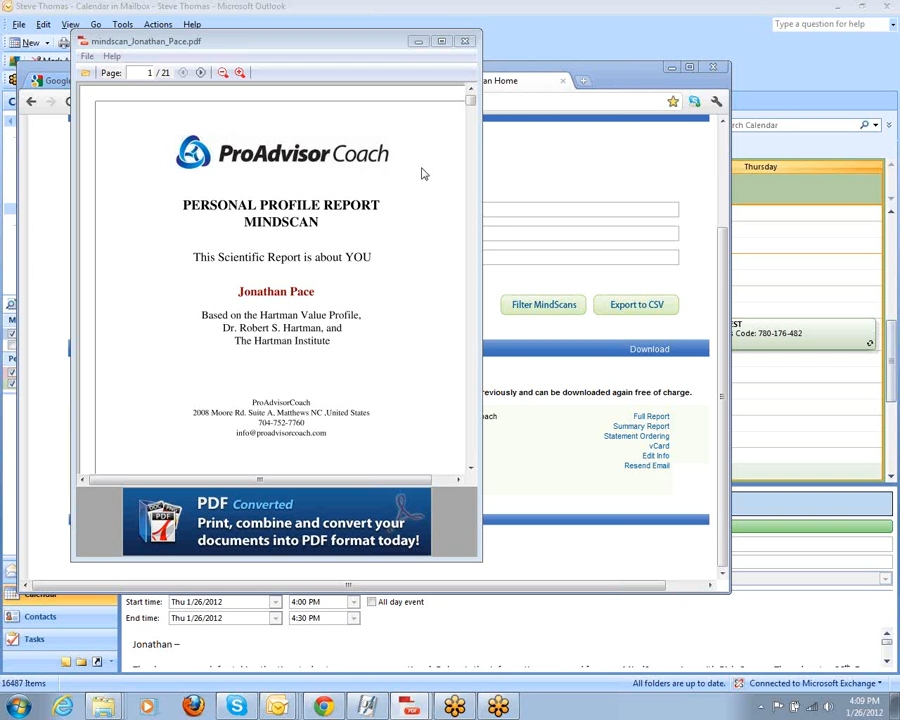 Steve Thomas - Calendar in Mailbox - Steve Thomas - Microsoft Outlook
File Edit View Go Tools Actions Help
Type a question for help
New
mindscan_Jonathan_Pace.pdf
File Help
Page: 1 / 21
Google
an Home
rch Calendar
Thursday
ProAdvisor Coach
PERSONAL PROFILE REPORT
MINDSCAN
This Scientific Report is about YOU
Jonathan Pace
Based on the Hartman Value Profile,
Dr. Robert S. Hartman, and
The Hartman Institute
ProAdvisorCoach
2008 Moore Rd. Suite A, Matthews NC ,United States
704-752-7760
info@proadvisorcoach.com
Filter MindScans
Export to CSV
EST
s Code: 780-176-482
Download
eviously and can be downloaded again free of charge.
oach
Full Report
Summary Report
Statement Ordering
vCard
Edit Info
Resend Email
PDF Converted
Print, combine and convert your
documents into PDF format today!
Calendar
Contacts
Tasks
Start time: Thu 1/26/2012 4:00 PM All day event
End time: Thu 1/26/2012 4:30 PM
Jonathan –
16487 Items
All folders are up to date.
Connected to Microsoft Exchange
4:09 PM
1/26/2012